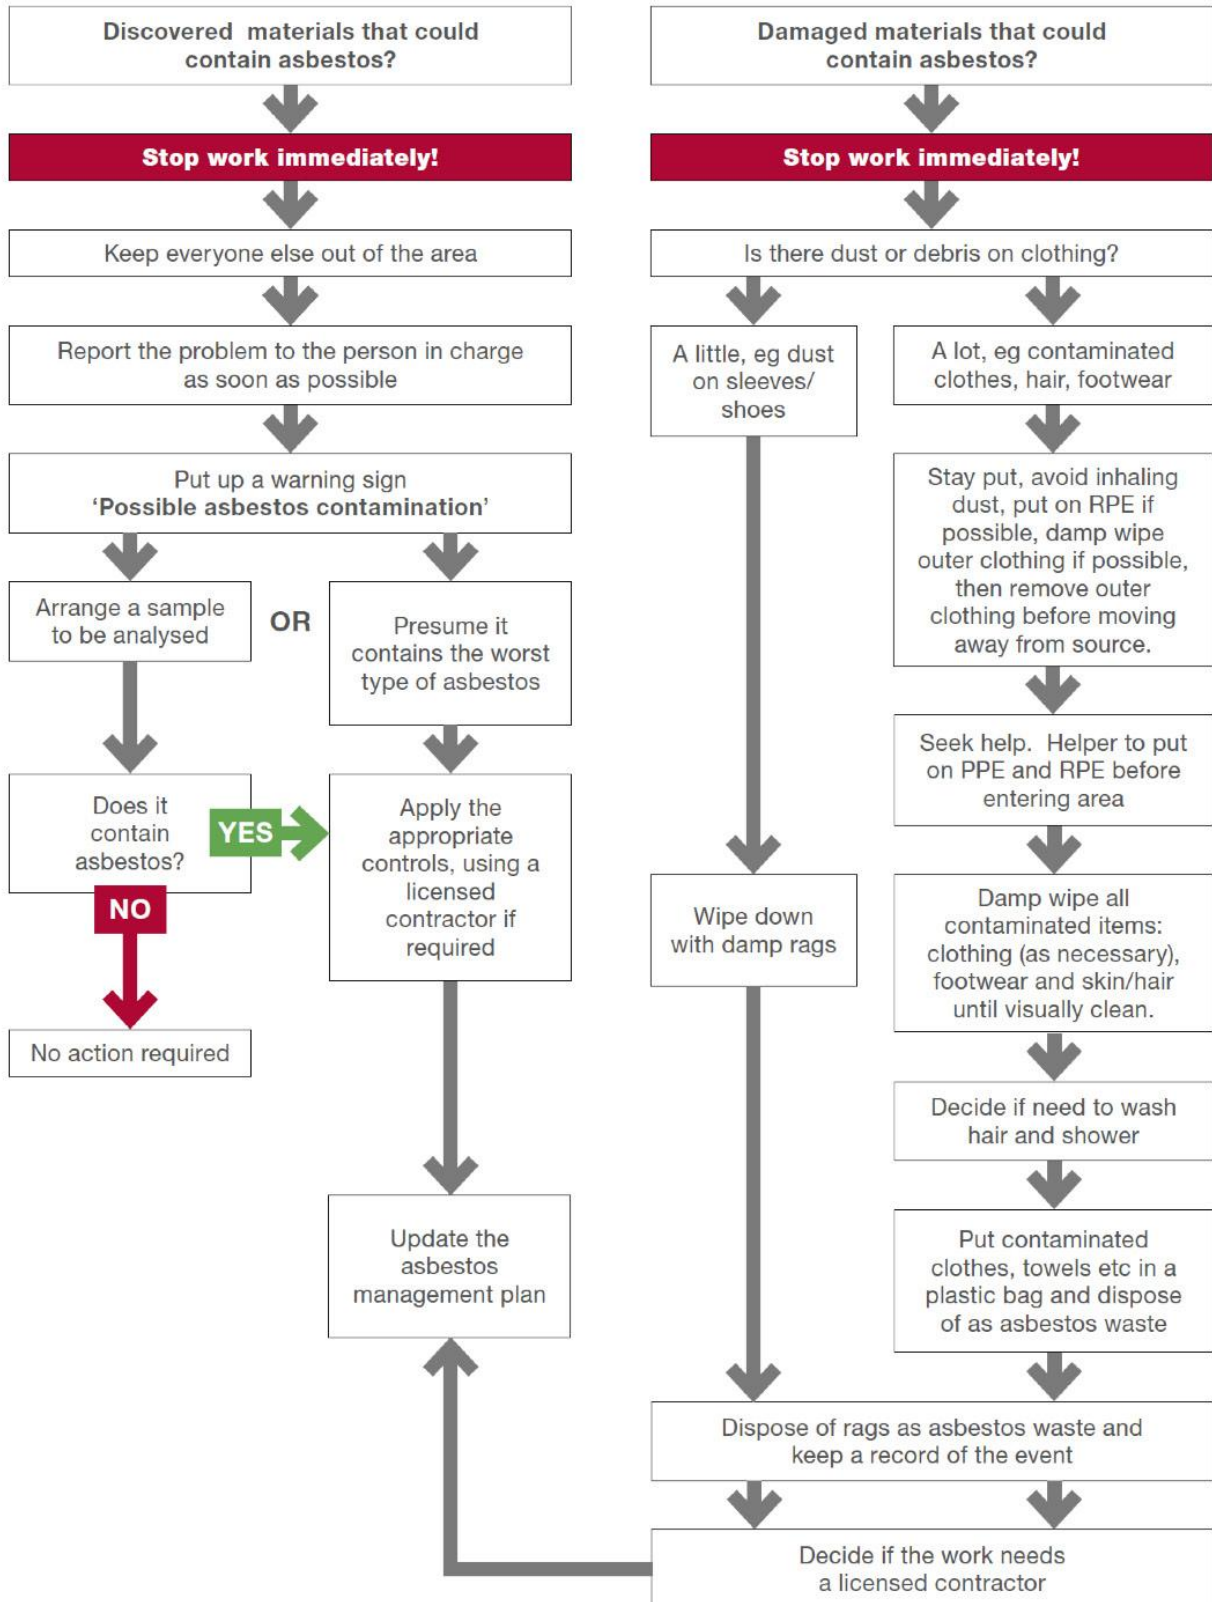 Discovered materials that could
contain asbestos?
Stop work immediately!
Keep everyone else out of the area
Report the problem to the person in charge
as soon as possible
Put up a warning sign
‘Possible asbestos contamination’
Arrange a sample
to be analysed
OR
Presume it
contains the worst
type of asbestos
Does it
contain
asbestos?
YES
NO
Apply the
appropriate
controls, using a
licensed
contractor if
required
No action required
Update the
asbestos
management plan
Damaged materials that could
contain asbestos?
Stop work immediately!
Is there dust or debris on clothing?
A little, eg dust
on sleeves/
shoes
Wipe down
with damp rags
A lot, eg contaminated
clothes, hair, footwear
Stay put, avoid inhaling
dust, put on RPE if
possible, damp wipe
outer clothing if possible,
then remove outer
clothing before moving
away from source.
Seek help. Helper to put
on PPE and RPE before
entering area
Damp wipe all
contaminated items:
clothing (as necessary),
footwear and skin/hair
until visually clean.
Decide if need to wash
hair and shower
Put contaminated
clothes, towels etc in a
plastic bag and dispose
of as asbestos waste
Dispose of rags as asbestos waste and
keep a record of the event
Decide if the work needs
a licensed contractor